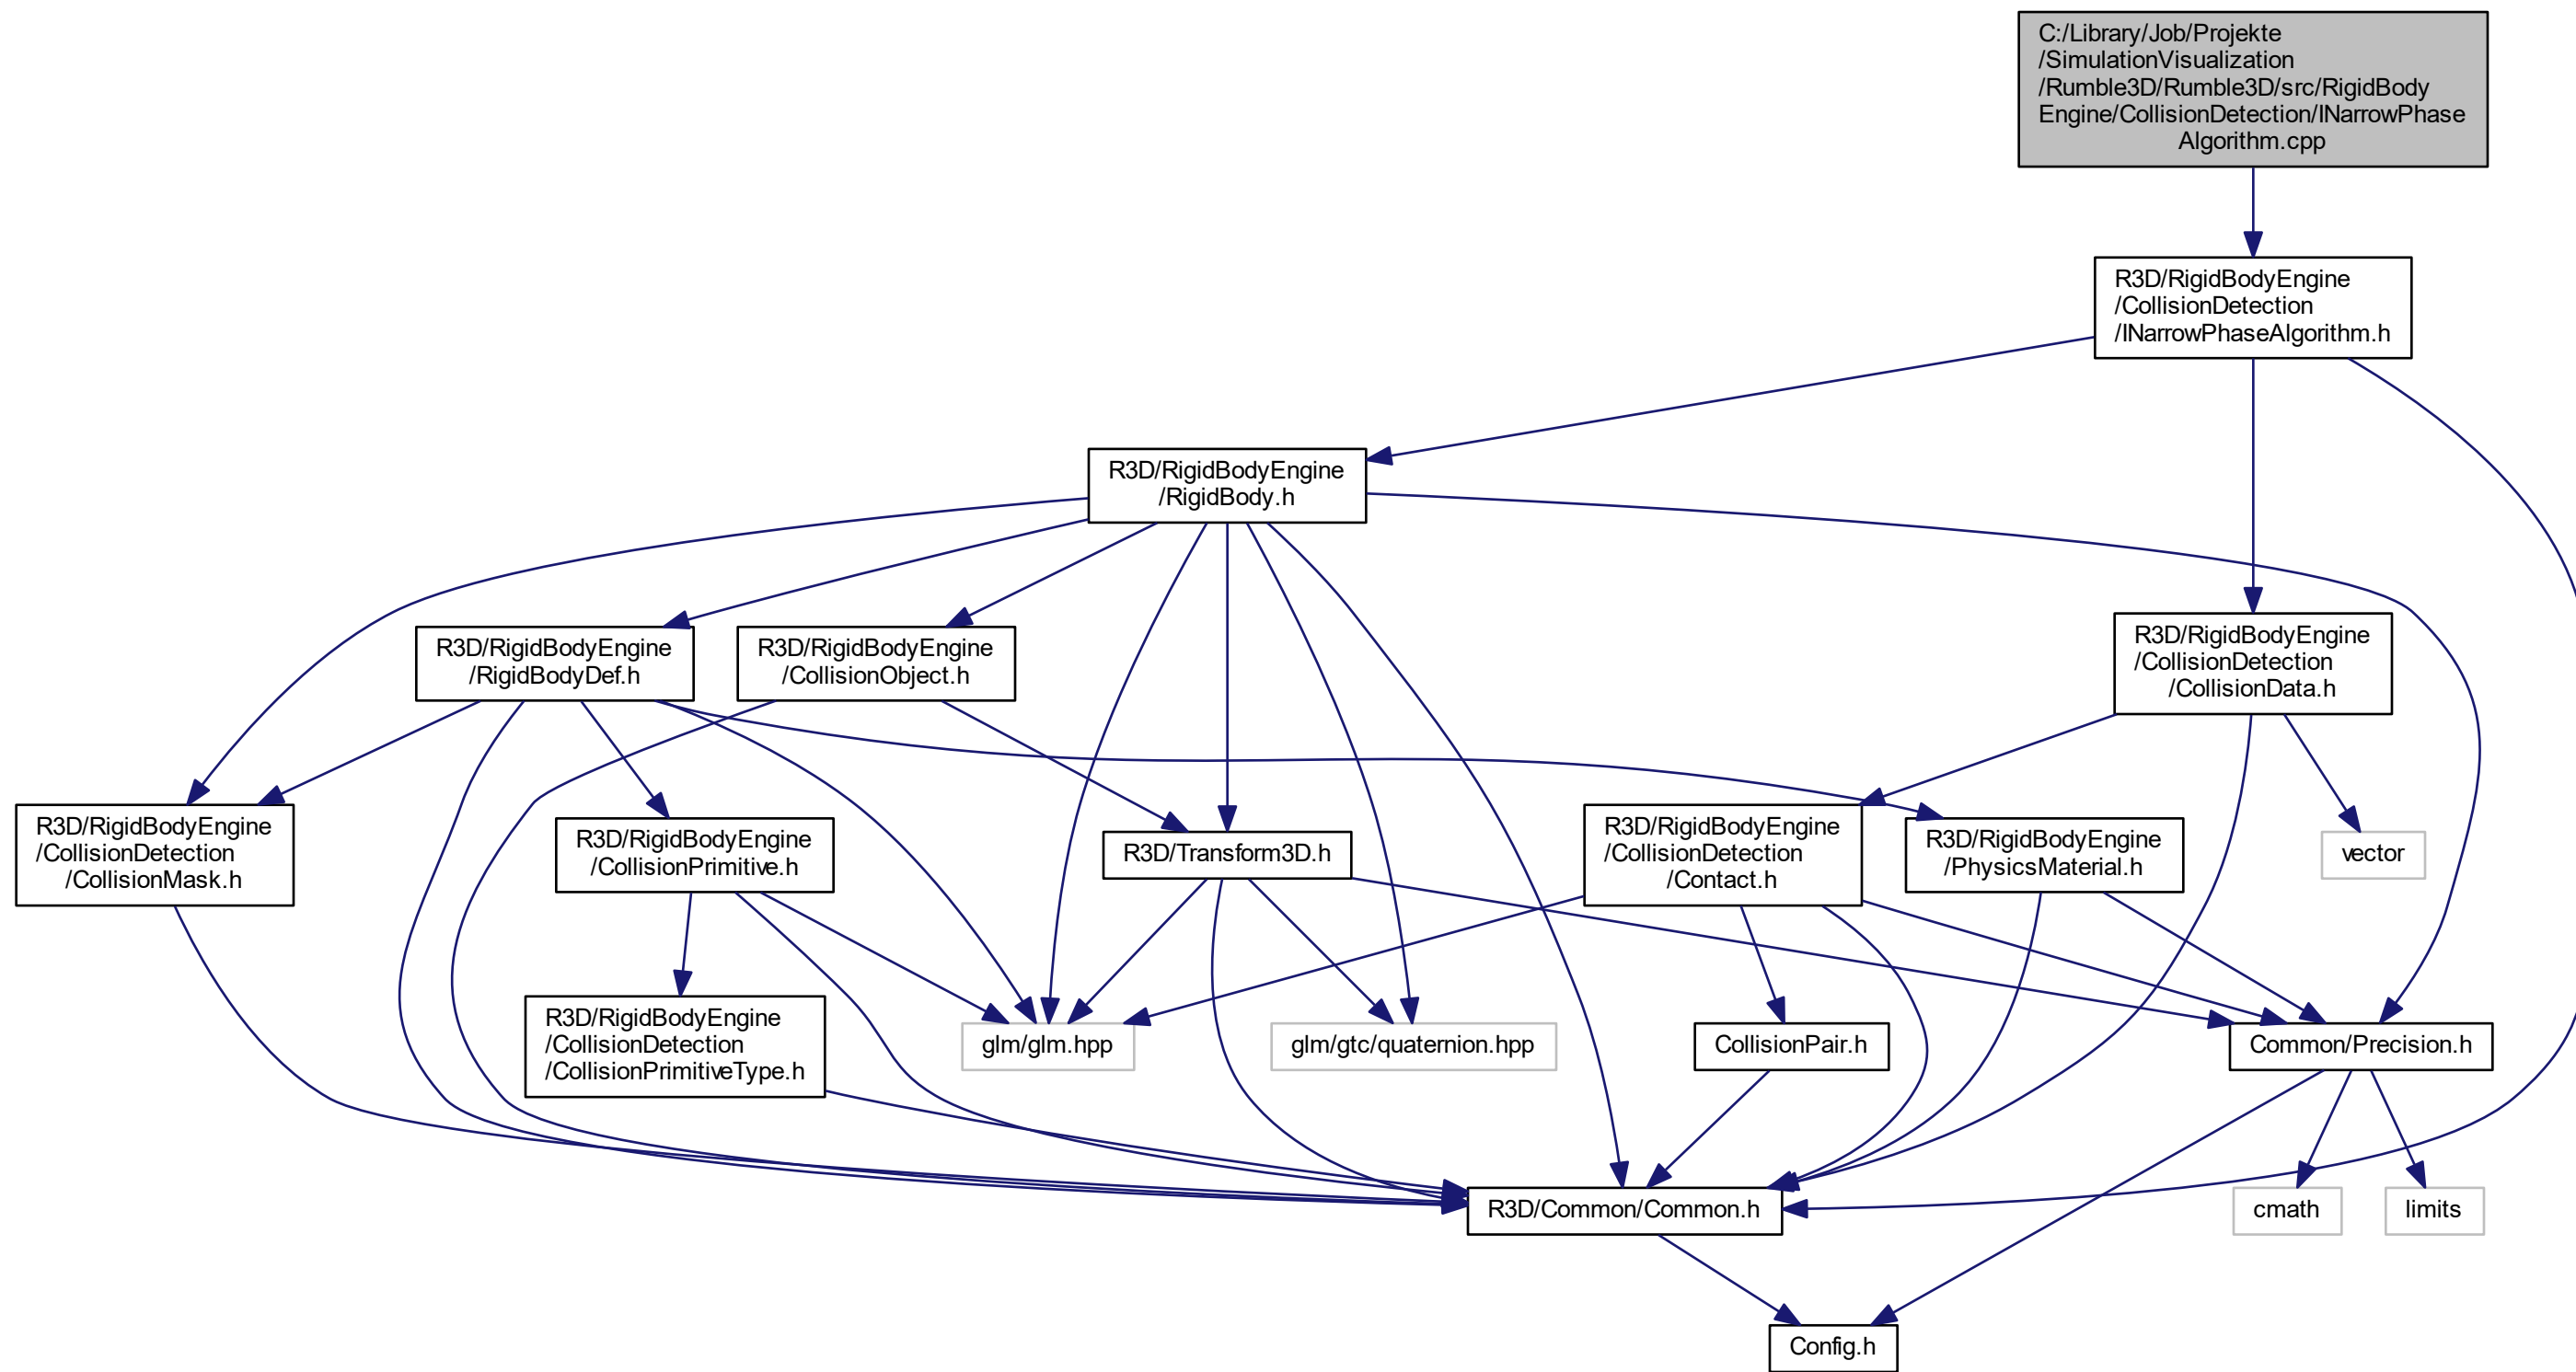 C:/Library/Job/Projekte
/SimulationVisualization
/Rumble3D/Rumble3D/src/RigidBody
Engine/CollisionDetection/INarrowPhase
Algorithm.cpp
R3D/RigidBodyEngine
/CollisionDetection
/INarrowPhaseAlgorithm.h
R3D/RigidBodyEngine
/RigidBody.h
R3D/RigidBodyEngine
/RigidBodyDef.h
R3D/RigidBodyEngine
/CollisionObject.h
R3D/RigidBodyEngine
/CollisionDetection
/CollisionData.h
R3D/RigidBodyEngine
/CollisionDetection
/CollisionMask.h
R3D/RigidBodyEngine
/CollisionPrimitive.h
R3D/Transform3D.h
R3D/RigidBodyEngine
/CollisionDetection
/Contact.h
R3D/RigidBodyEngine
/PhysicsMaterial.h
vector
R3D/RigidBodyEngine
/CollisionDetection
/CollisionPrimitiveType.h
glm/glm.hpp
glm/gtc/quaternion.hpp
CollisionPair.h
Common/Precision.h
R3D/Common/Common.h
cmath
limits
Config.h